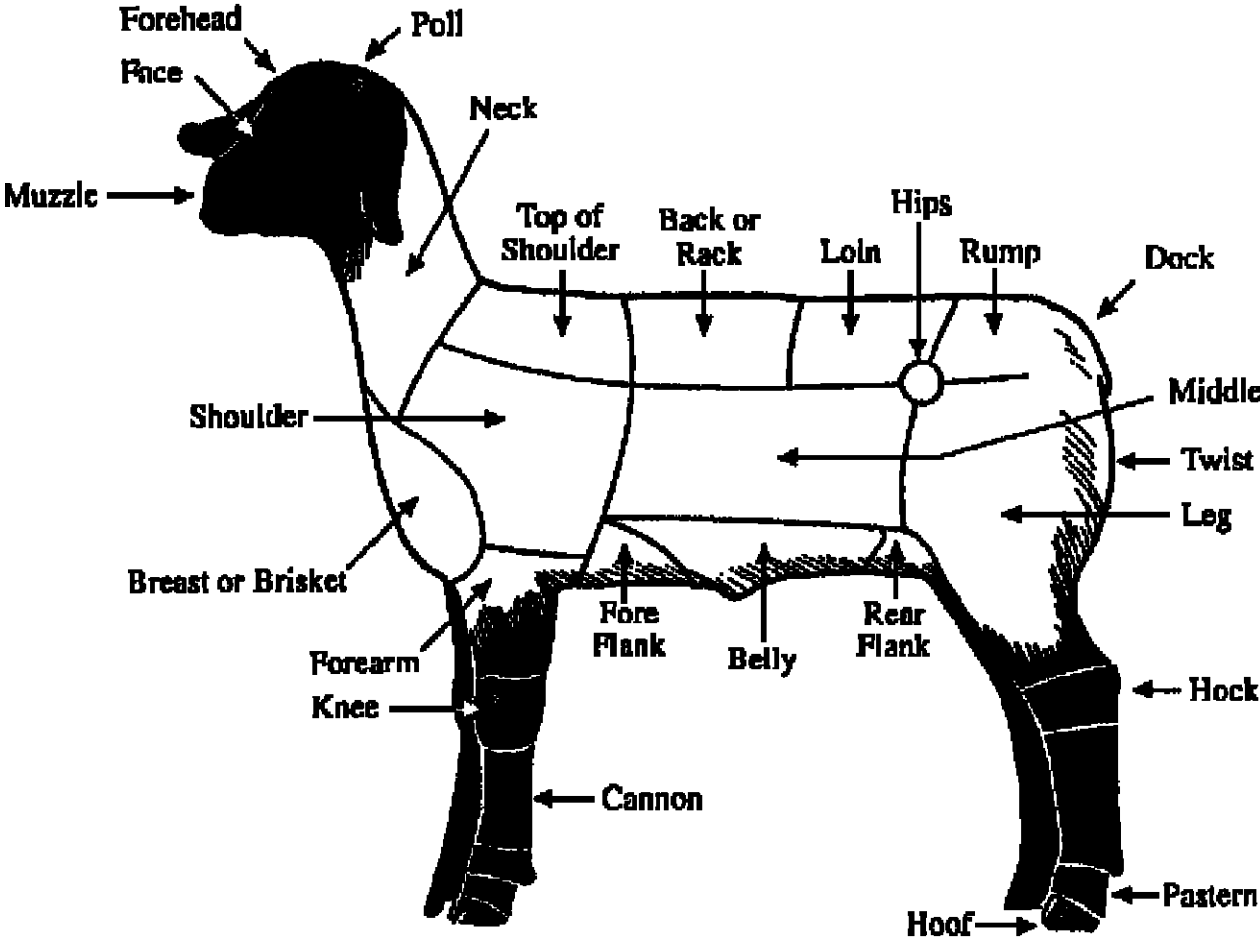 Forehead
Poll
Face
Neck
Muzzle
Top of
Shoulder
Back or
Rack
Loin
Hips
Rump
Dock
Shoulder
Middle
Twist
Leg
Breast or Brisket
Fore
Flank
Belly
Rear
Flank
Forearm
Knee
Hock
Cannon
Pastern
Hoof